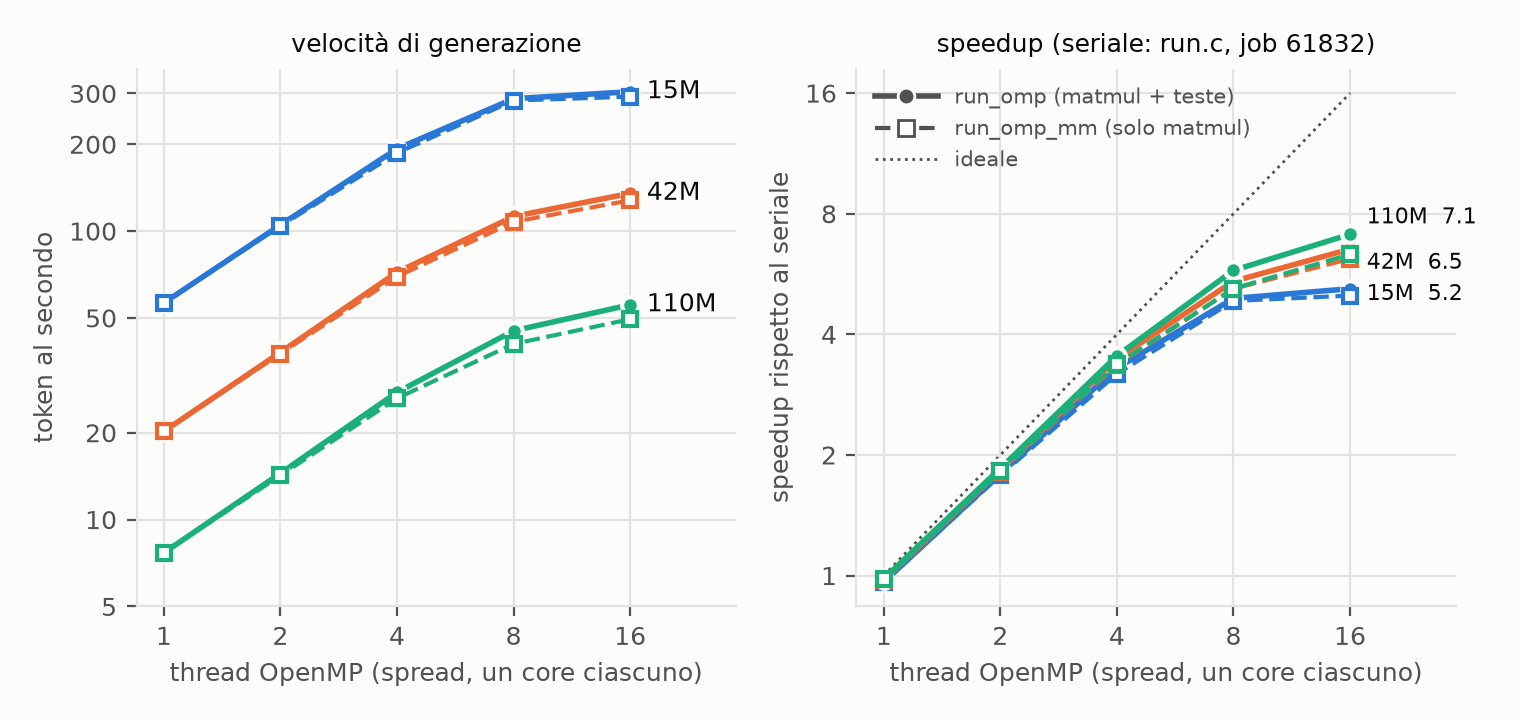 velocità di generazione
token al secondo
300
200
100
50
20
10
5
15M
42M
110M
1 2 4 8 16
thread OpenMP (spread, un core ciascuno)
speedup (seriale: run.c, job 61832)
speedup rispetto al seriale
16
8
4
2
1
run_omp (matmul + teste)
run_omp_mm (solo matmul)
ideale
110M 7.1
42M 6.5
15M 5.2
1 2 4 8 16
thread OpenMP (spread, un core ciascuno)